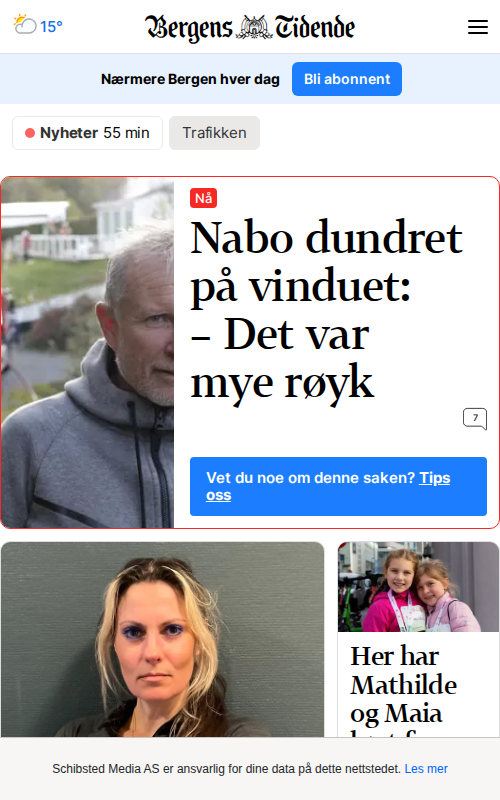 15°
Bergens Tidende
Nærmere Bergen hver dag
Bli abonnent
Nyheter 55 min
Trafikken
Nå
Nabo dundret
på vinduet:
– Det var
mye røyk
7
Vet du noe om denne saken? Tips
oss
Her har
Mathilde
og Maia
Schibsted Media AS er ansvarlig for dine data på dette nettstedet. Les mer